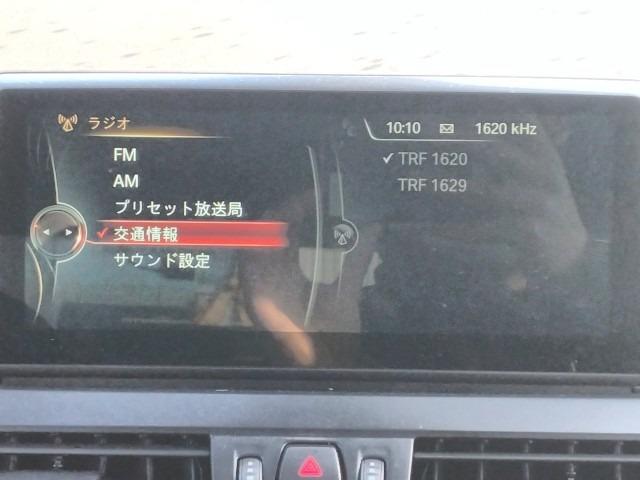 ラジオ
10:10 1620 kHz
FM
AM
プリセット放送局
交通情報
サウンド設定
TRF 1620
TRF 1629